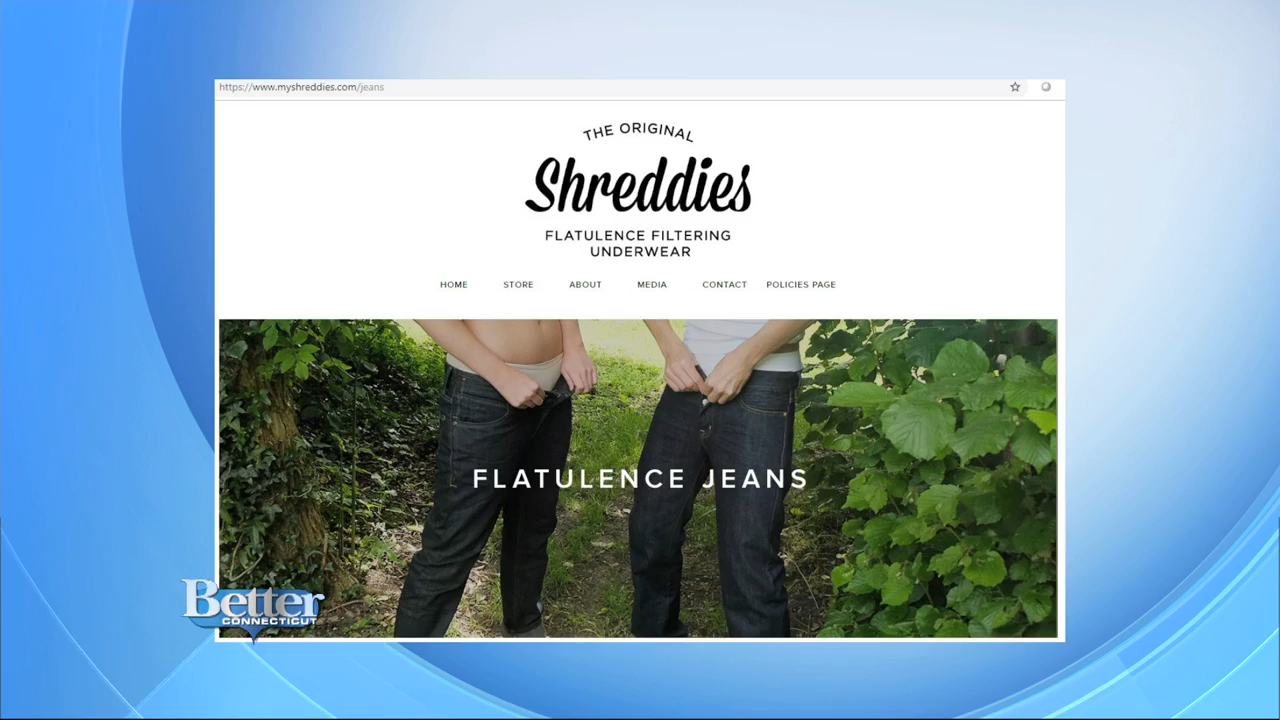 https://www.myshreddies.com/jeans
THE ORIGINAL
Shreddies
FLATULENCE FILTERING
UNDERWEAR
HOME STORE ABOUT MEDIA CONTACT POLICIES PAGE
FLATULENCE JEANS
Better
CONNECTICUT